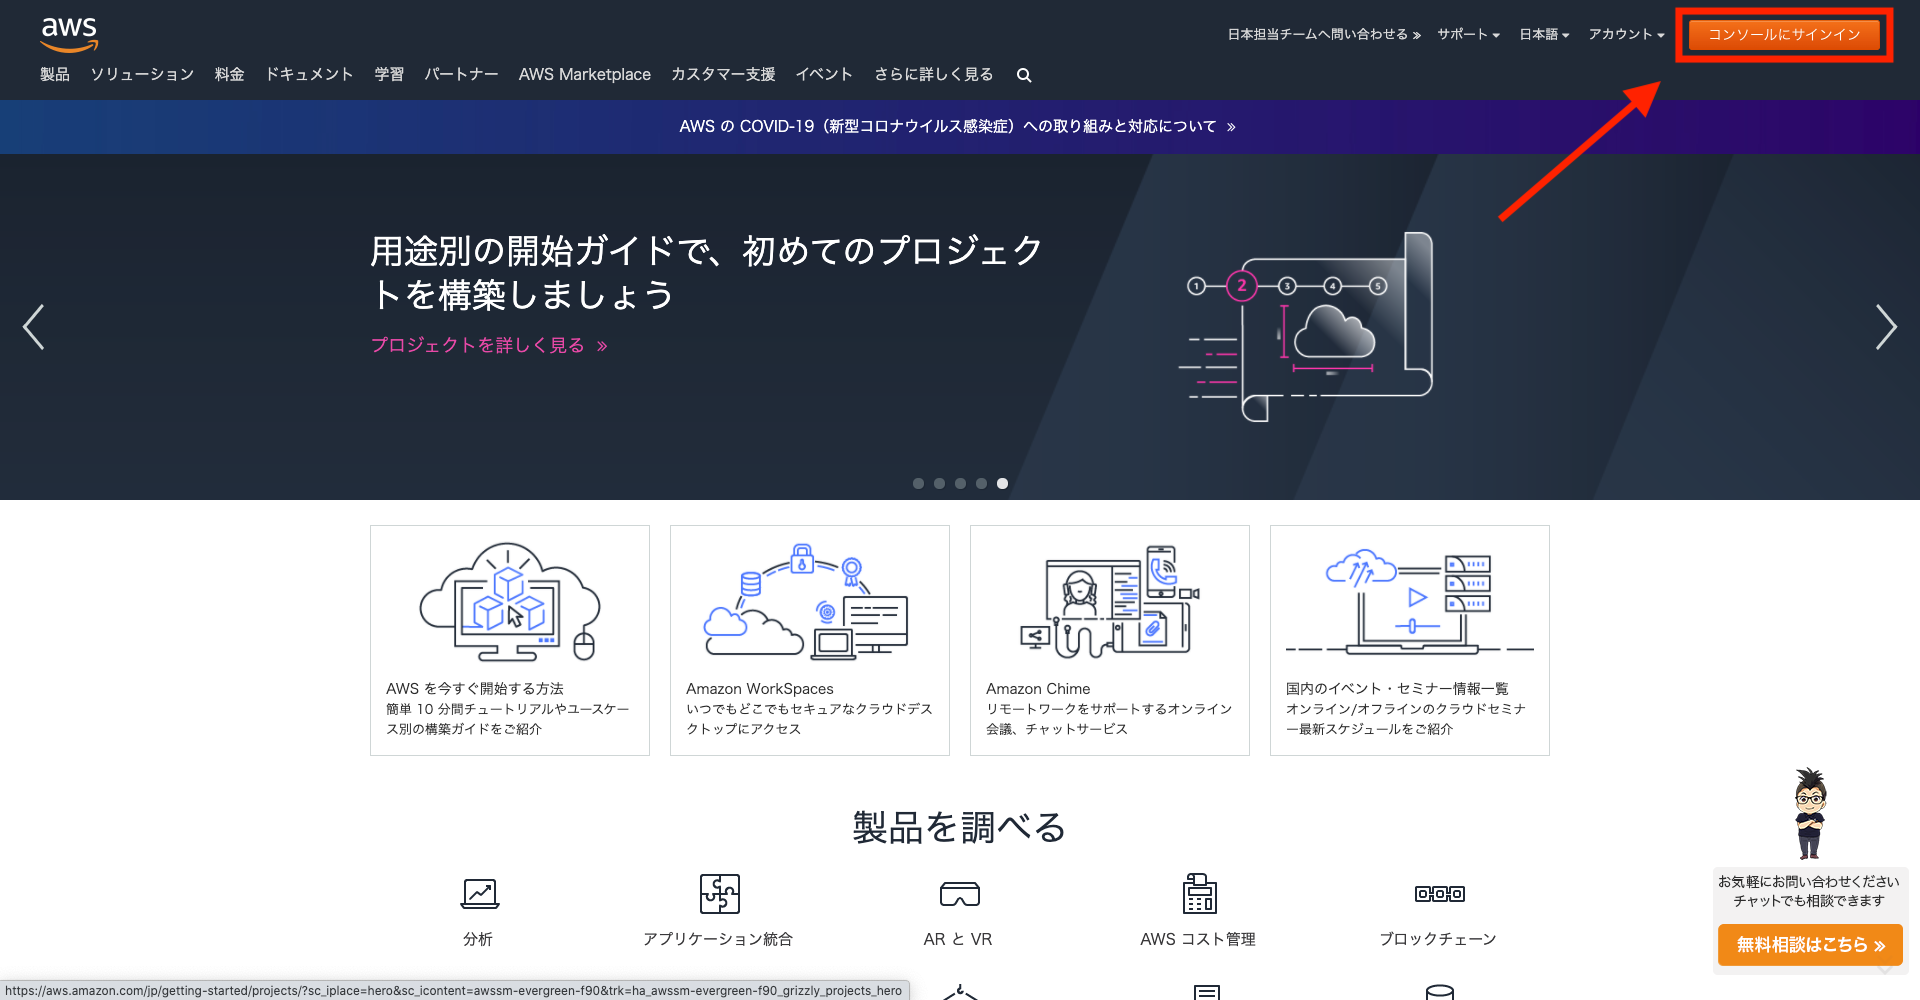 aws
日本担当チームへ問い合わせる »
サポート
日本語
アカウント
コンソールにサインイン
製品
ソリューション
料金
ドキュメント
学習
パートナー
AWS Marketplace
カスタマー支援
イベント
さらに詳しく見る
AWS の COVID-19（新型コロナウイルス感染症）への取り組みと対応について »
用途別の開始ガイドで、初めてのプロジェク
トを構築しましょう
プロジェクトを詳しく見る »
1
2
3
4
5
AWS を今すぐ開始する方法
簡単 10 分間チュートリアルやユースケー
ス別の構築ガイドをご紹介
Amazon WorkSpaces
いつでもどこでもセキュアなクラウドデス
クトップにアクセス
Amazon Chime
リモートワークをサポートするオンライン
会議、チャットサービス
国内のイベント・セミナー情報一覧
オンライン/オフラインのクラウドセミナ
ー最新スケジュールをご紹介
製品を調べる
分析
アプリケーション統合
AR と VR
AWS コスト管理
ブロックチェーン
お気軽にお問い合わせください
チャットでも相談できます
無料相談はこちら »
https://aws.amazon.com/jp/getting-started/projects/?sc_iplace=hero&sc_icontent=awssm-evergreen-f90&trk=ha_awssm-evergreen-f90_grizzly_projects_hero